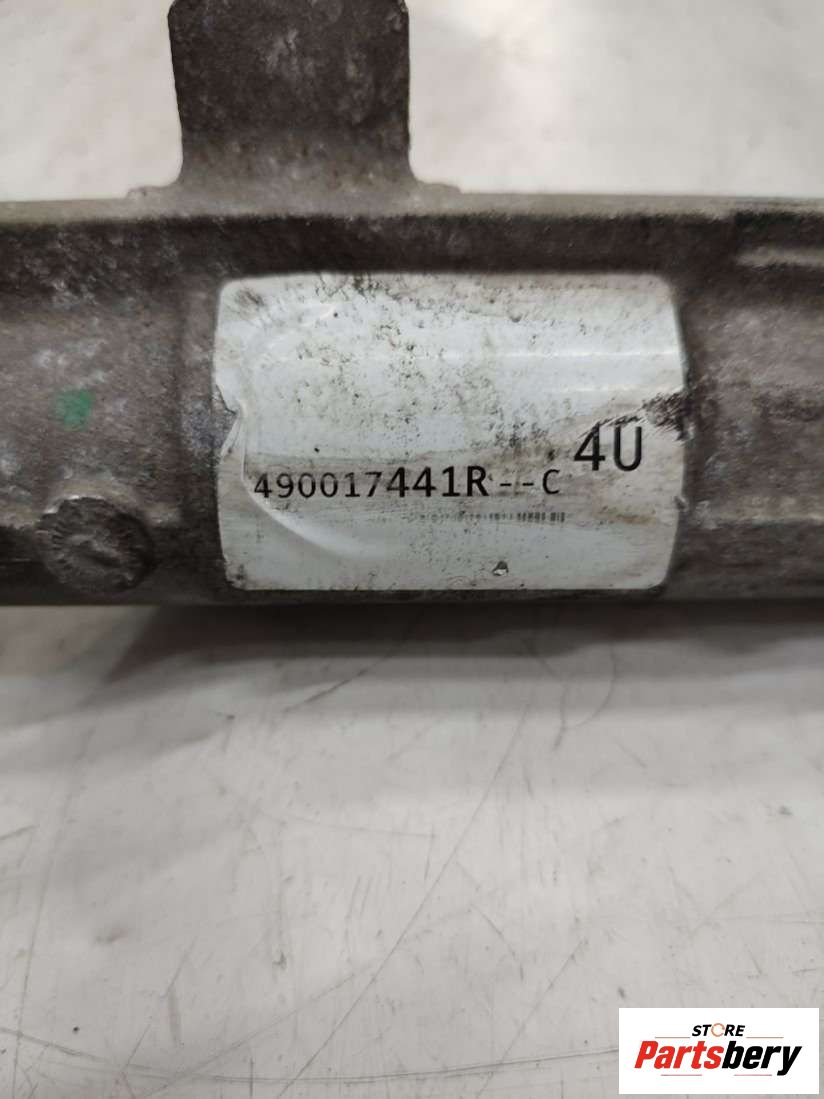 4U
490017441R--C
STORE
Partsbery